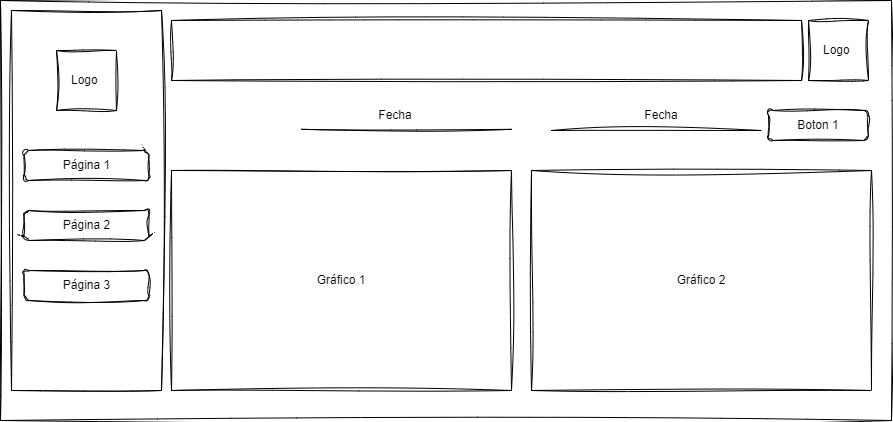 Logo
Página 1
Página 2
Página 3
Logo
Fecha
Fecha
Boton 1
Gráfico 1
Gráfico 2